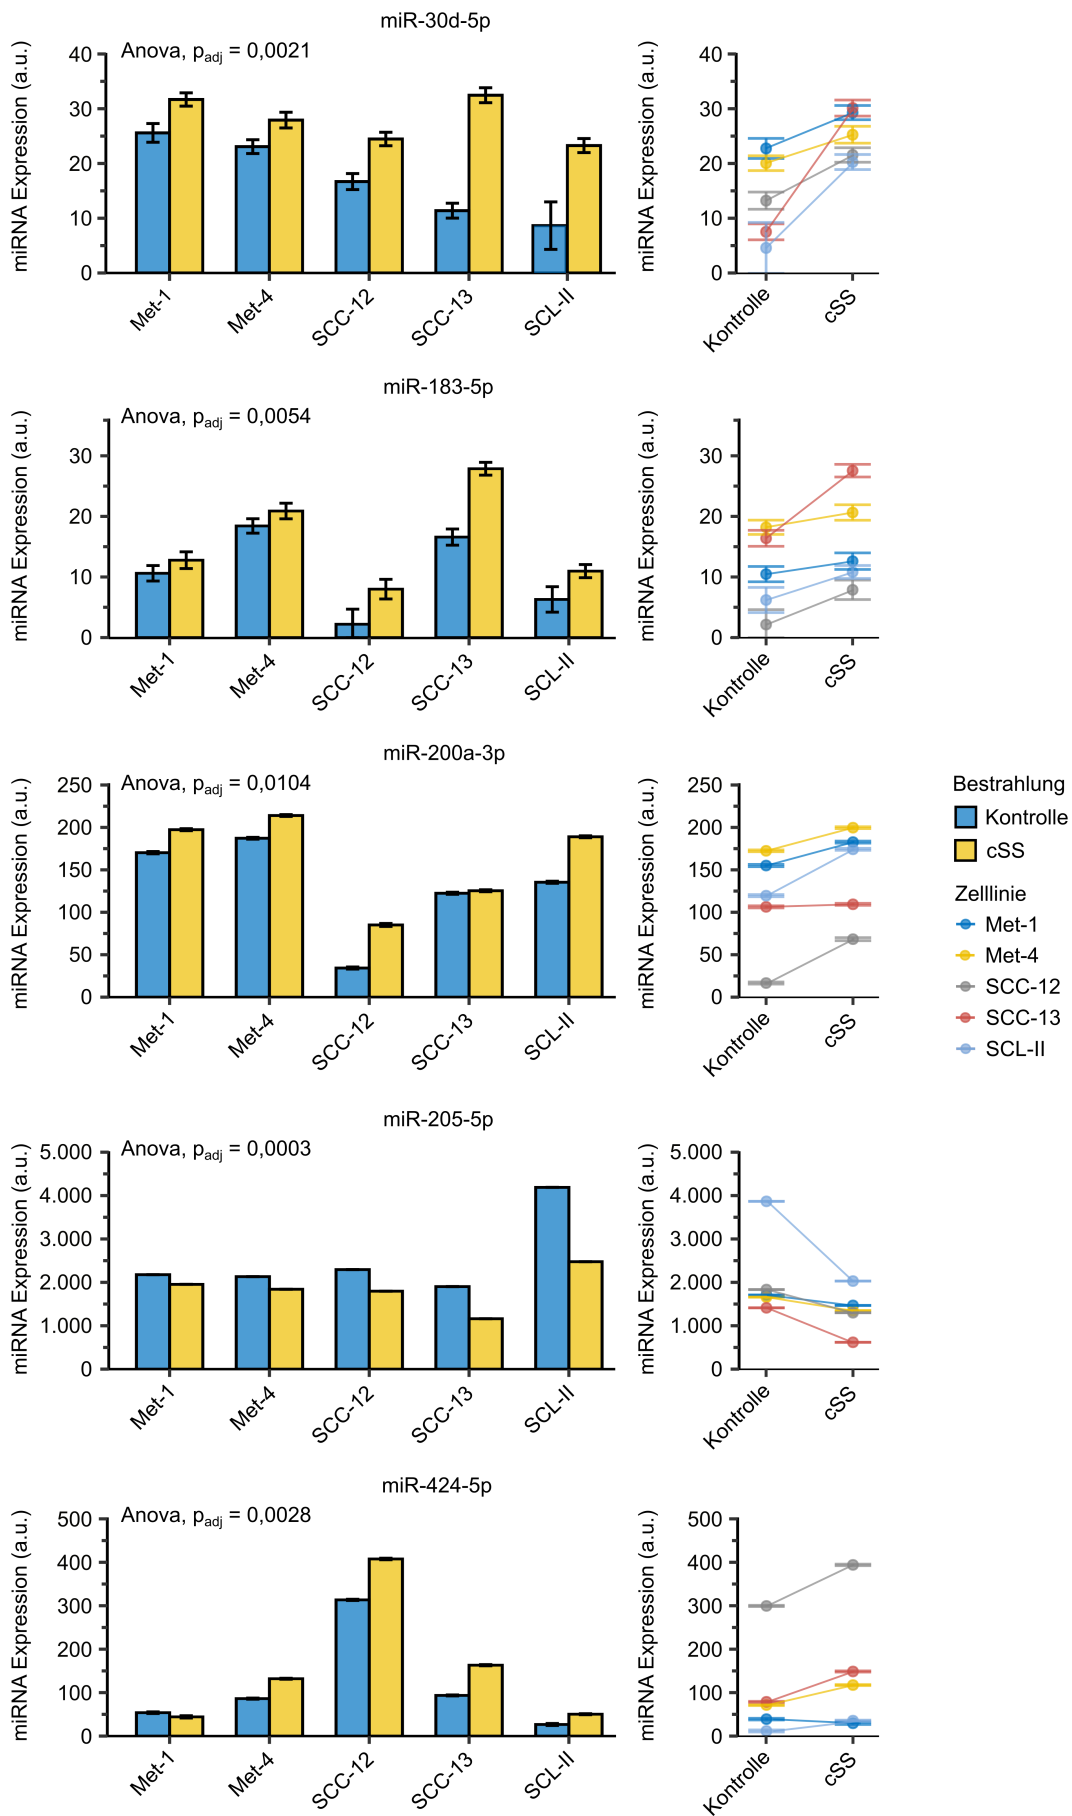 miR-30d-5p
Anova, padj = 0,0021
miRNA Expression (a.u.)
40
30
20
10
0
Met-1
Met-4
SCC-12
SCC-13
SCL-II
miRNA Expression (a.u.)
40
30
20
10
0
Kontrolle
cSS
miR-183-5p
Anova, padj = 0,0054
miRNA Expression (a.u.)
30
20
10
0
Met-1
Met-4
SCC-12
SCC-13
SCL-II
miRNA Expression (a.u.)
30
20
10
0
Kontrolle
cSS
miR-200a-3p
Anova, padj = 0,0104
miRNA Expression (a.u.)
250
200
150
100
50
0
Met-1
Met-4
SCC-12
SCC-13
SCL-II
miRNA Expression (a.u.)
250
200
150
100
50
0
Kontrolle
cSS
Bestrahlung
Kontrolle
cSS
Zelllinie
Met-1
Met-4
SCC-12
SCC-13
SCL-II
miR-205-5p
Anova, padj = 0,0003
miRNA Expression (a.u.)
5.000
4.000
3.000
2.000
1.000
0
Met-1
Met-4
SCC-12
SCC-13
SCL-II
miRNA Expression (a.u.)
5.000
4.000
3.000
2.000
1.000
0
Kontrolle
cSS
miR-424-5p
Anova, padj = 0,0028
miRNA Expression (a.u.)
500
400
300
200
100
0
Met-1
Met-4
SCC-12
SCC-13
SCL-II
miRNA Expression (a.u.)
500
400
300
200
100
0
Kontrolle
cSS